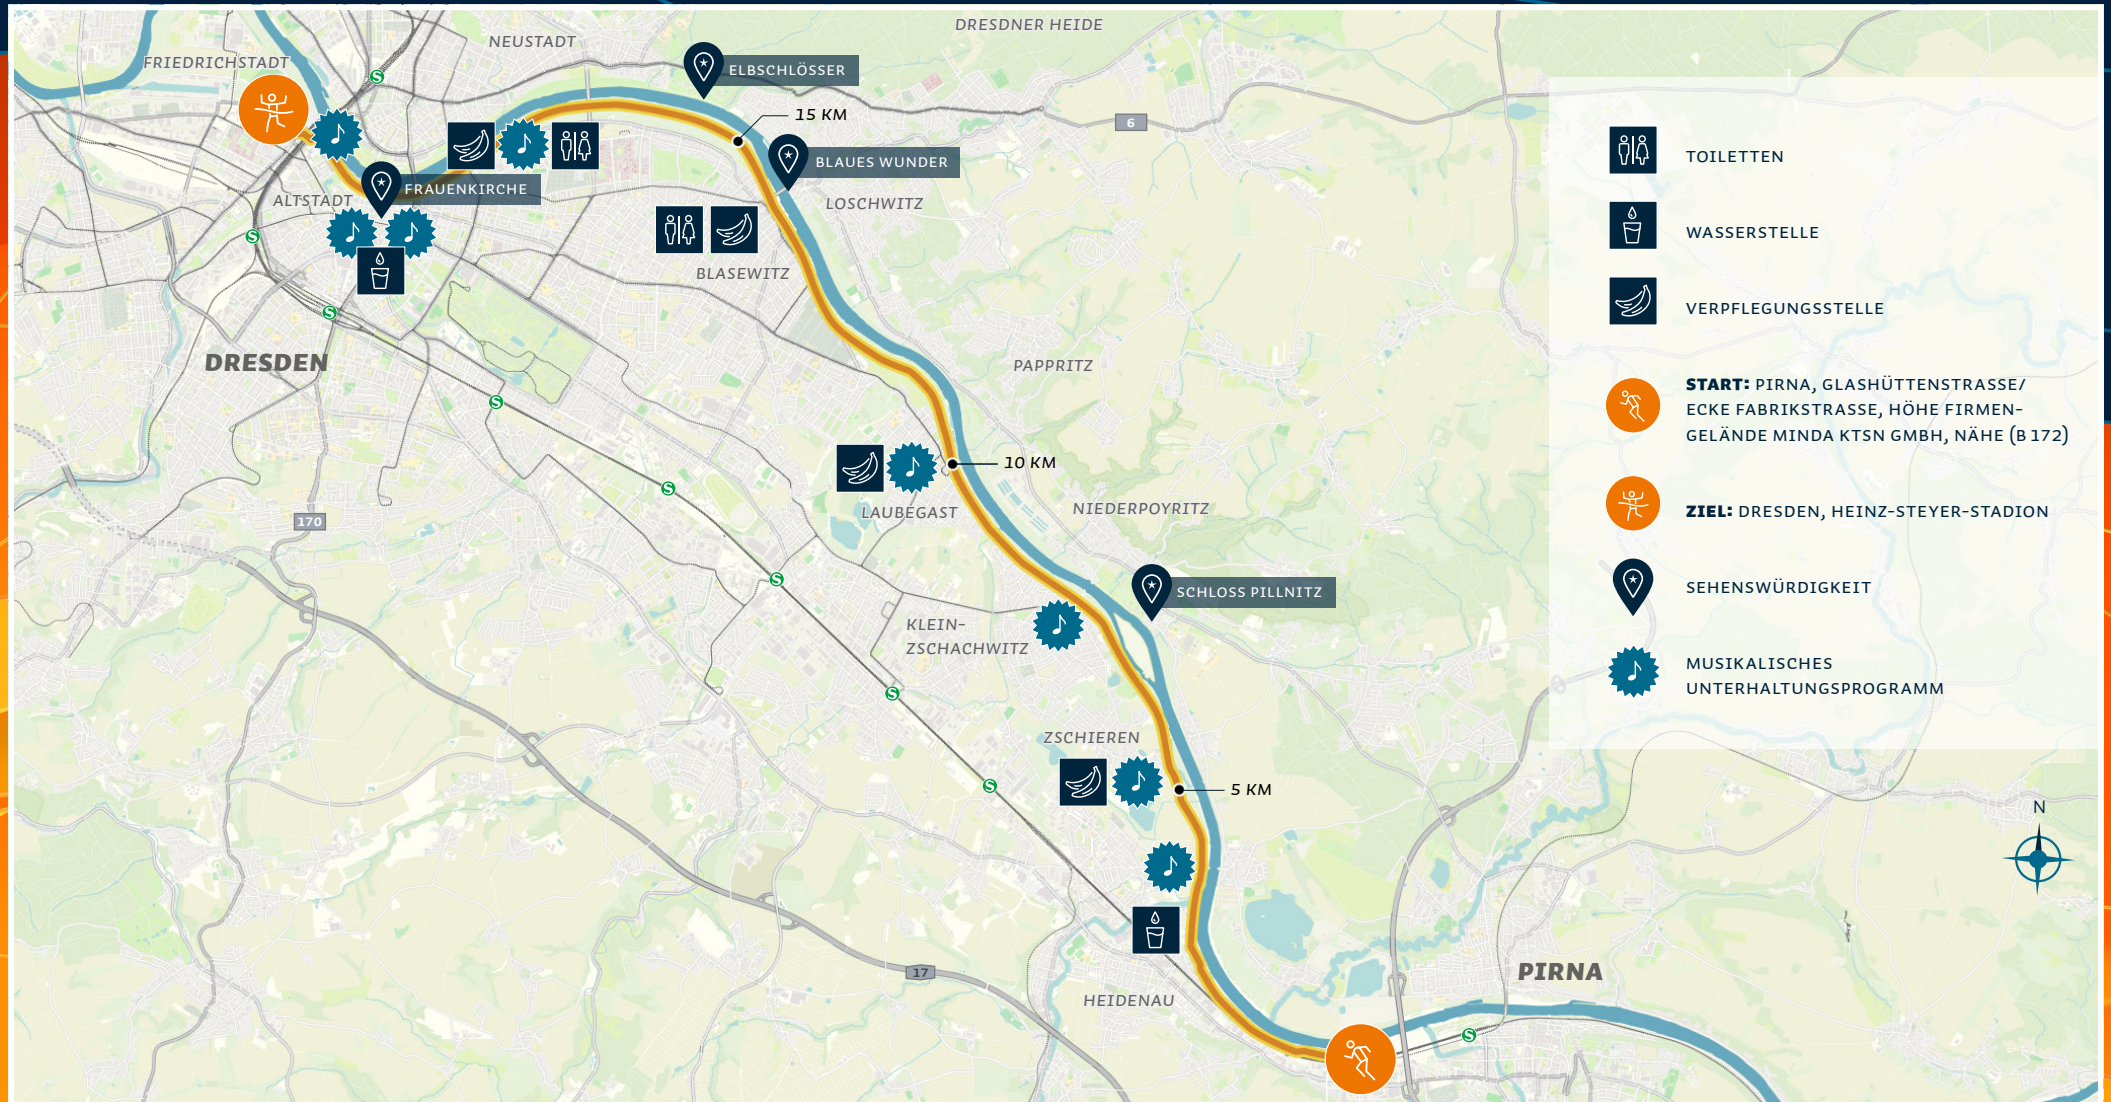 DRESDNER HEIDE
NEUSTADT
FRIEDRICHSTADT
S
ELBSCHLÖSSER
15 KM
6
BLAUES WUNDER
FRAUENKIRCHE
ALTSTADT
LOSCHWITZ
S
BLASEWITZ
S
DRESDEN
PAPPRITZ
S
10 KM
S
LAUBEGAST
NIEDERPOYRITZ
170
S
SCHLOSS PILLNITZ
KLEIN-
ZSCHACHWITZ
S
ZSCHIEREN
S
5 KM
17
HEIDENAU
PIRNA
S
TOILETTEN
WASSERSTELLE
VERPFLEGUNGSSTELLE
START: PIRNA, GLASHÜTTENSTRASSE/
ECKE FABRIKSTRASSE, HÖHE FIRMEN-
GELÄNDE MINDA KTSN GMBH, NÄHE (B 172)
ZIEL: DRESDEN, HEINZ-STEYER-STADION
SEHENSWÜRDIGKEIT
MUSIKALISCHES
UNTERHALTUNGSPROGRAMM
N